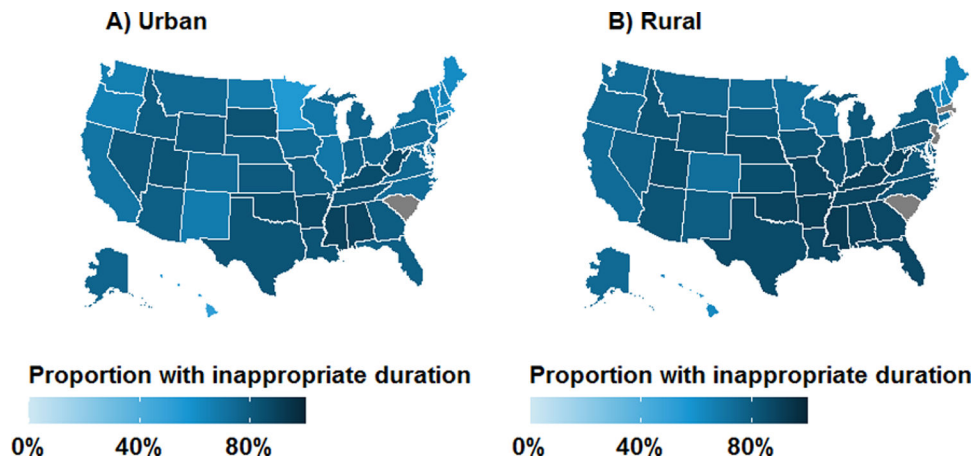 A) Urban
B) Rural
Proportion with inappropriate duration
0% 40% 80%
Proportion with inappropriate duration
0% 40% 80%